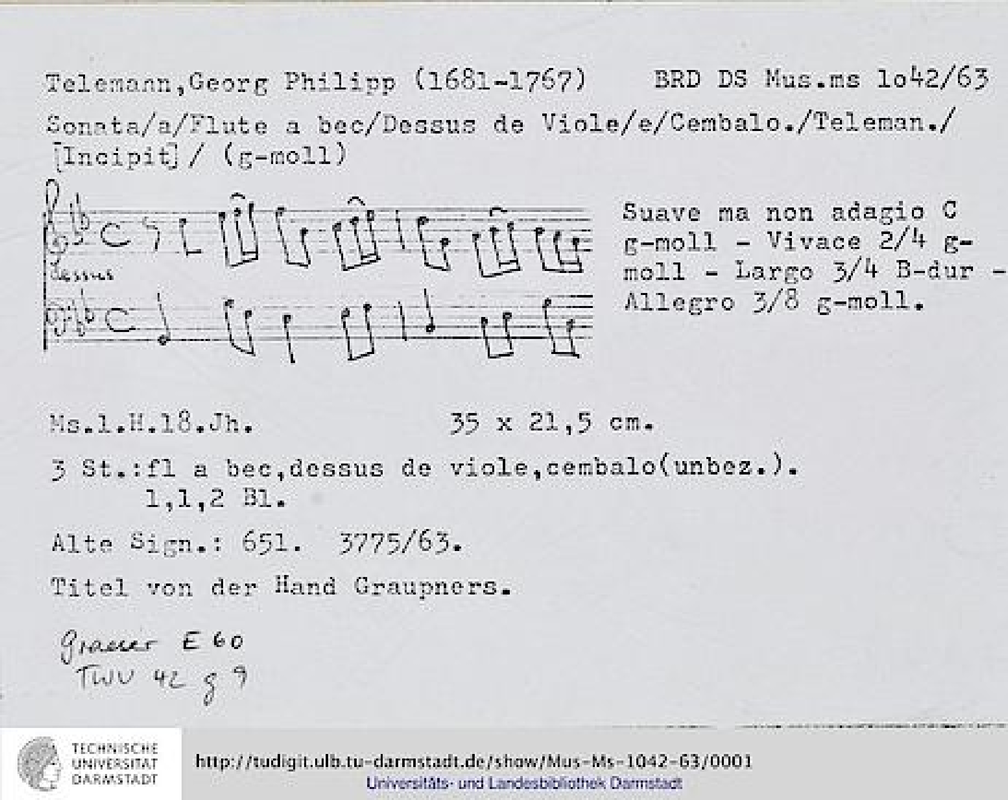 Telemann,Georg Philipp (1681-1767) BRD DS Mus.ms lo42/63
Sonata/a/Flute a bec/Dessus de Viole/e/Cembalo./Teleman./
[Incipit]/ (g-moll)
Suave ma non adagio C
g-moll - Vivace 2/4 g-
moll - Largo 3/4 B-dur -
Allegro 3/8 g-moll.
dessus
Ms.1.H.18.Jh. 35 x 21,5 cm.
3 St.:fl a bec,dessus de viole,cembalo(unbez.).
1,1,2 Bl.
Alte Sign.: 651. 3775/63.
Titel von der Hand Graupners.
Graeser E 60
TWV 42 g 9
TECHNISCHE
UNIVERSITÄT
DARMSTADT
http://tudigit.ulb.tu-darmstadt.de/show/Mus-Ms-1042-63/0001
Universitäts- und Landesbibliothek Darmstadt